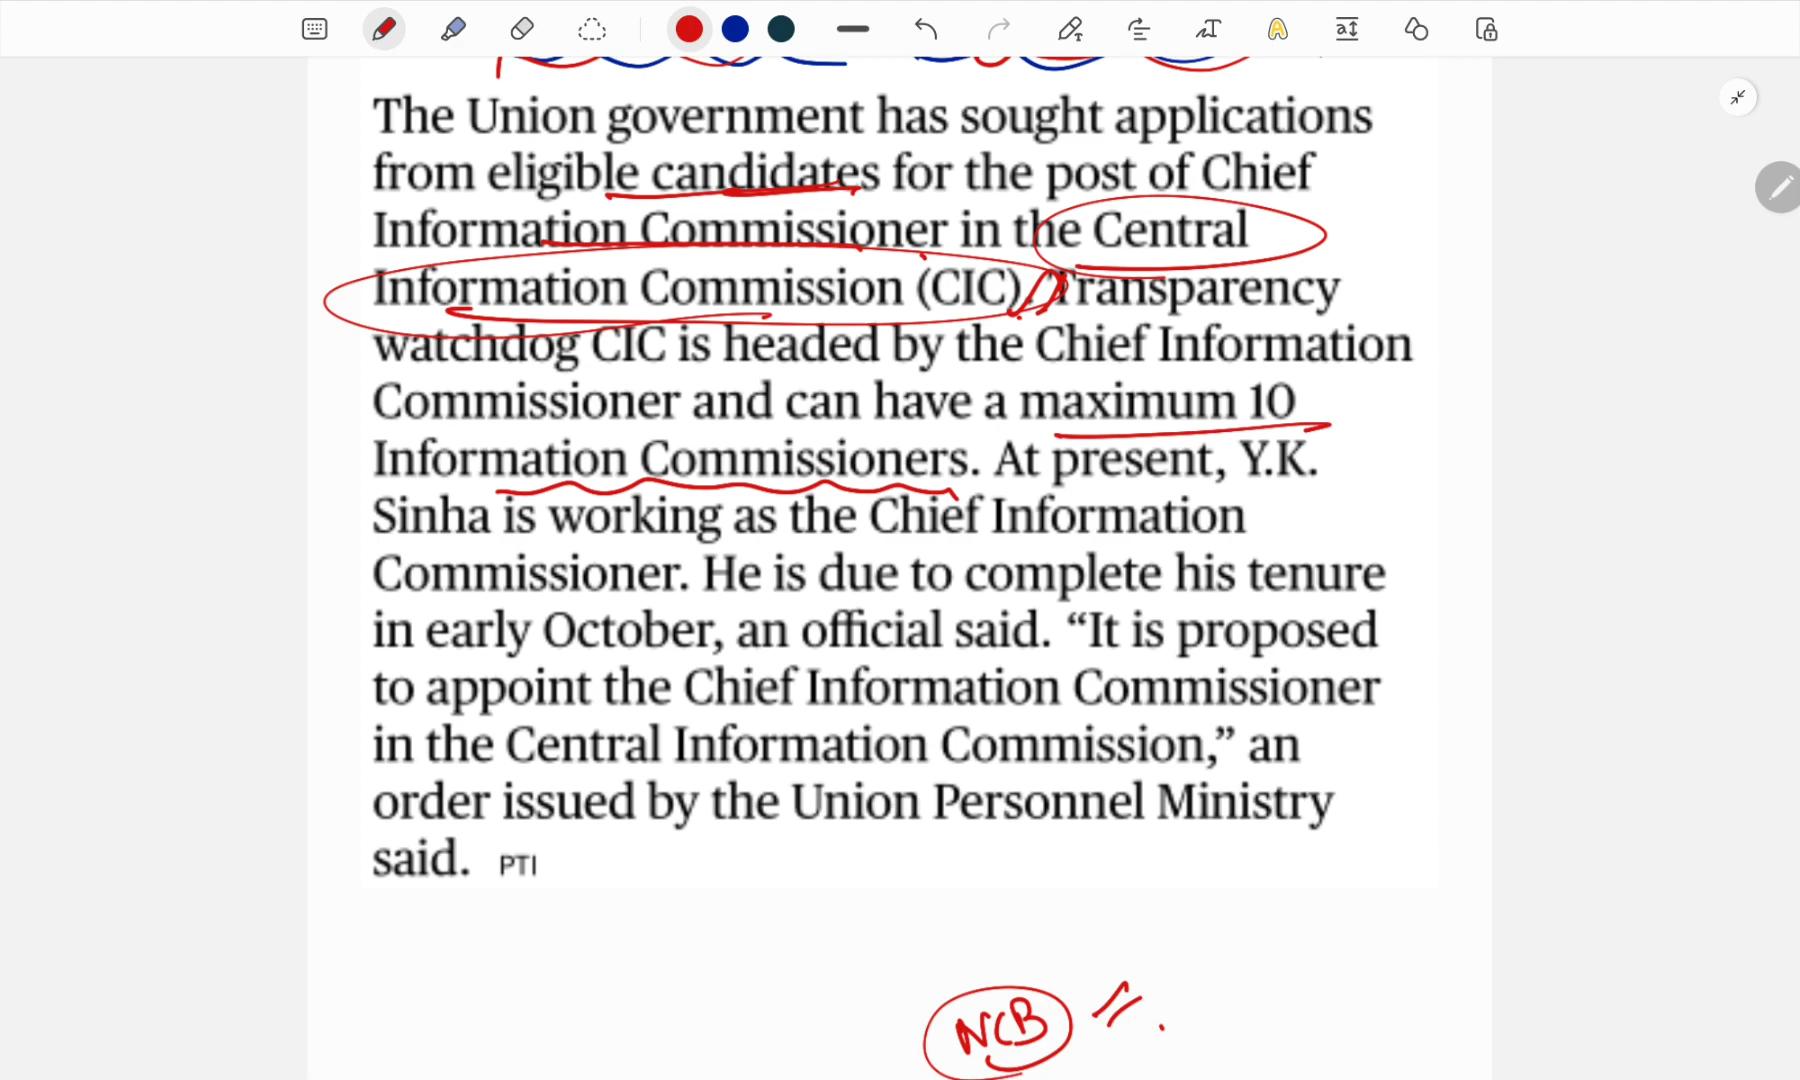 The Union government has sought applications
from eligible candidates for the post of Chief
Information Commissioner in the Central
Information Commission (CIC). Transparency
watchdog CIC is headed by the Chief Information
Commissioner and can have a maximum 10
Information Commissioners. At present, Y.K.
Sinha is working as the Chief Information
Commissioner. He is due to complete his tenure
in early October, an official said. “It is proposed
to appoint the Chief Information Commissioner
in the Central Information Commission,” an
order issued by the Union Personnel Ministry
said. PTI
NCB